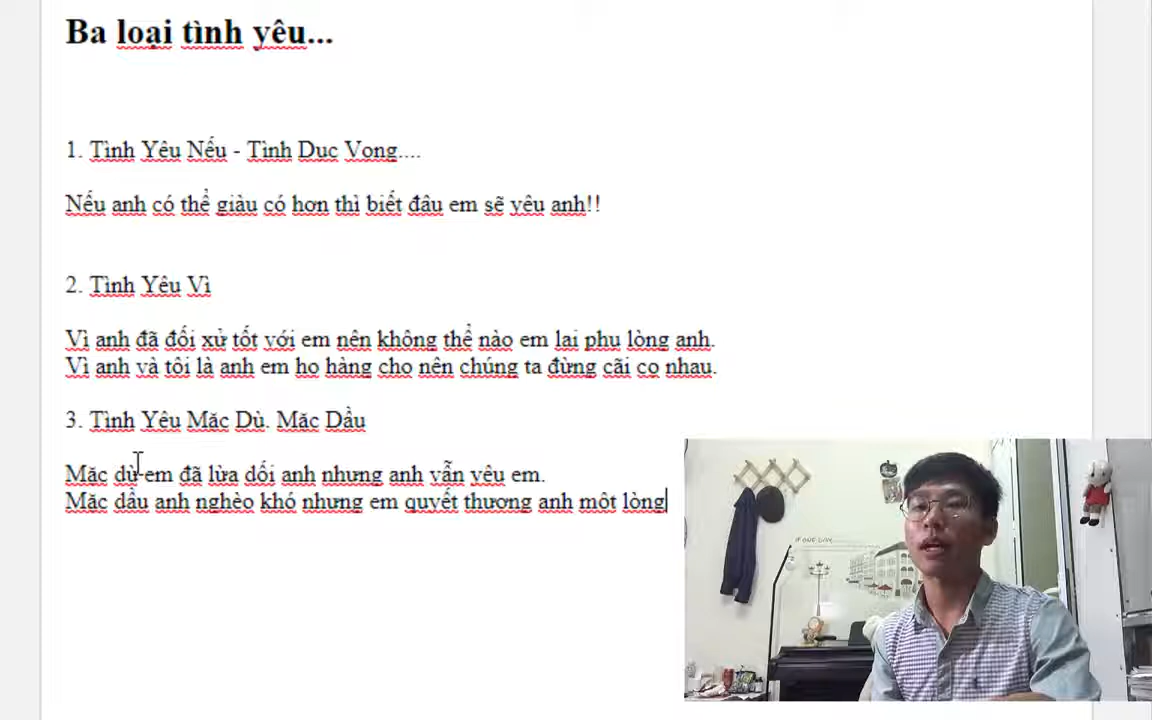 Ba loại tình yêu...
1. Tình Yêu Nếu - Tình Dục Vọng....
Nếu anh có thể giàu có hơn thì biết đâu em sẽ yêu anh!!
2. Tình Yêu Vì
Vì anh đã đối xử tốt với em nên không thể nào em lại phụ lòng anh.
Vì anh và tôi là anh em họ hàng cho nên chúng ta đừng cãi cọ nhau.
3. Tình Yêu Mặc Dù. Mặc Dầu
Mặc dù em đã lừa dối anh nhưng anh vẫn yêu em.
Mặc dầu anh nghèo khó nhưng em quyết thương anh một lòng
IF ONE DAY